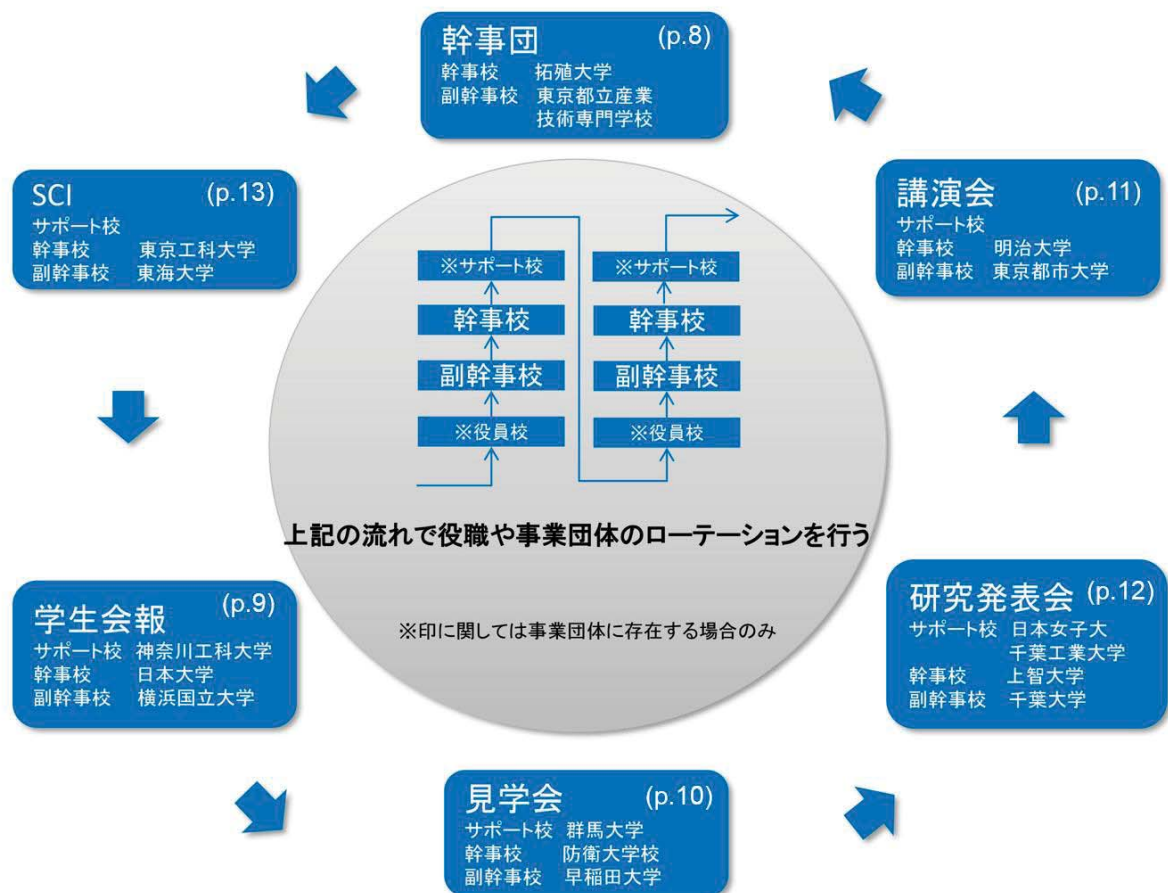 幹事団 (p.8)
幹事校 拓殖大学
副幹事校 東京都立産業
技術専門学校
SCI (p.13)
サポート校
幹事校 東京工科大学
副幹事校 東海大学
講演会 (p.11)
サポート校
幹事校 明治大学
副幹事校 東京都市大学
※サポート校
幹事校
副幹事校
※役員校
※サポート校
幹事校
副幹事校
※役員校
上記の流れで役職や事業団体のローテーションを行う
※印に関しては事業団体に存在する場合のみ
学生会報 (p.9)
サポート校 神奈川工科大学
幹事校 日本大学
副幹事校 横浜国立大学
研究発表会 (p.12)
サポート校 日本女子大
千葉工業大学
幹事校 上智大学
副幹事校 千葉大学
見学会 (p.10)
サポート校 群馬大学
幹事校 防衛大学校
副幹事校 早稲田大学